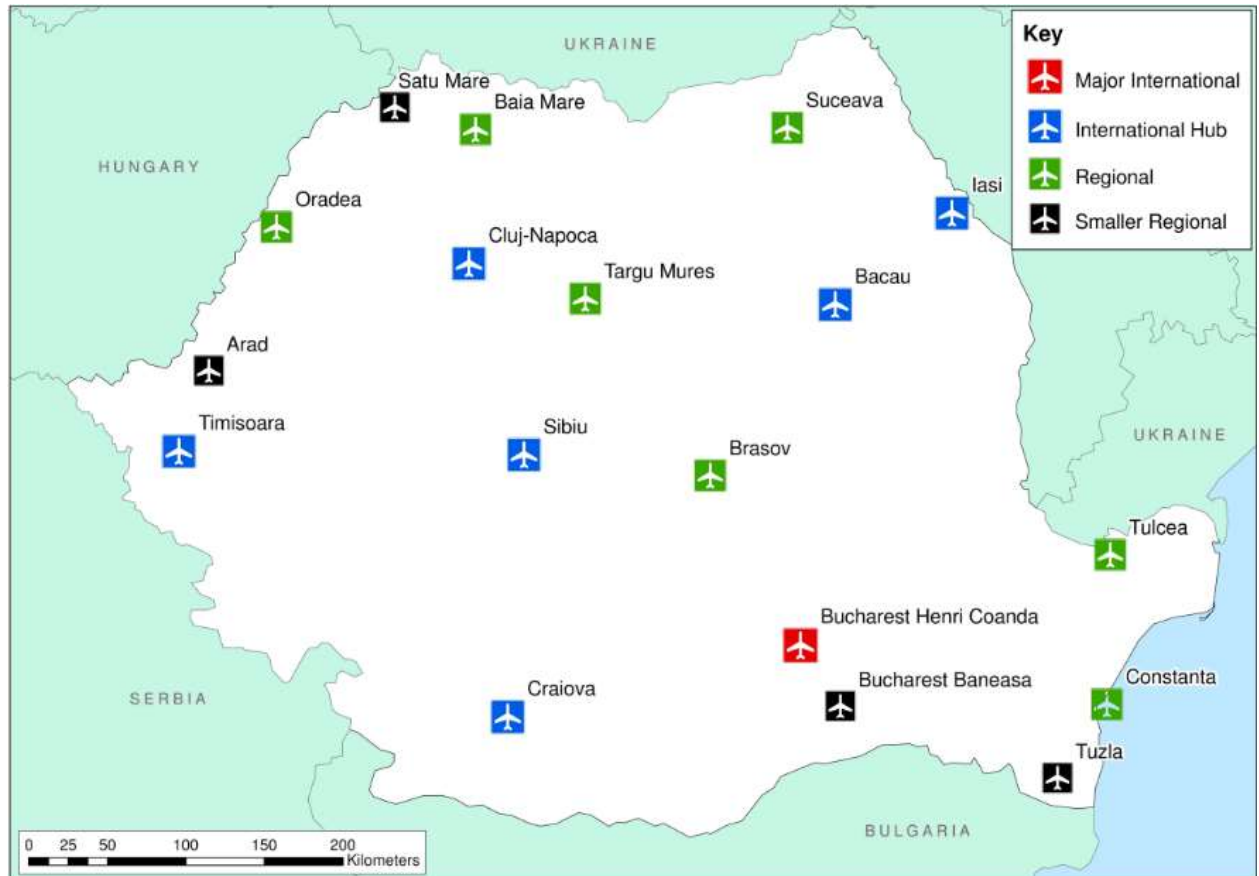 UKRAINE
Key
Satu Mare
Baia Mare
Suceava
Major International
International Hub
HUNGARY
Regional
Iasi
Oradea
Smaller Regional
Cluj-Napoca
Targu Mures
Bacau
Arad
Timisoara
Sibiu
Brasov
UKRAINE
Tulcea
Bucharest Henri Coanda
SERBIA
Craiova
Bucharest Baneasa
Constanta
Tuzla
BULGARIA
0 25 50 100 150 200
Kilometers